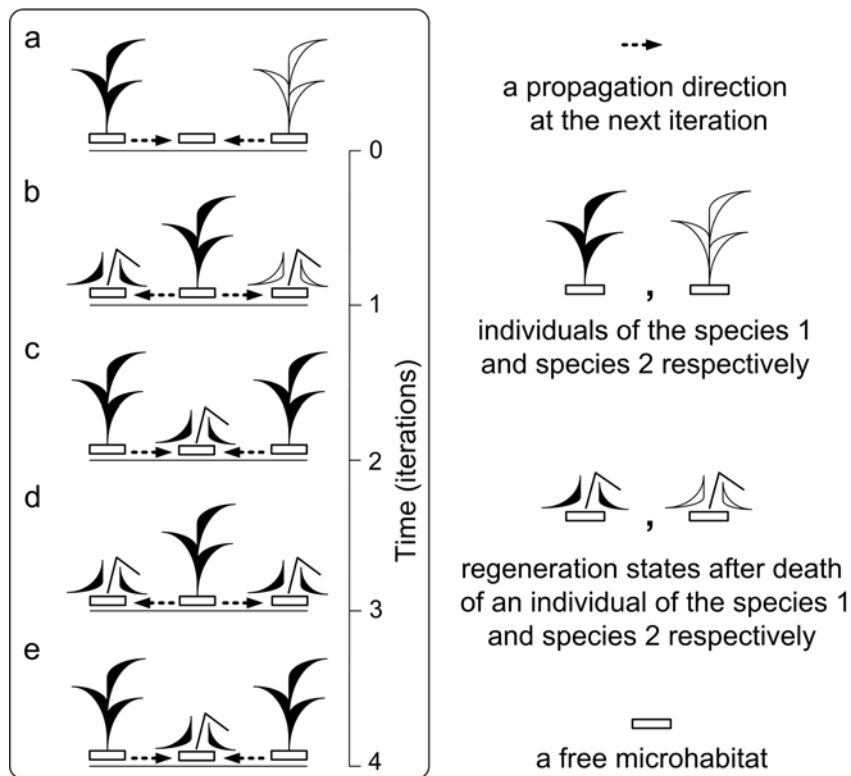 a
0
b
1
c
2
d
3
e
4
Time (iterations)
a propagation direction
at the next iteration
,
individuals of the species 1
and species 2 respectively
,
regeneration states after death
of an individual of the species 1
and species 2 respectively
a free microhabitat